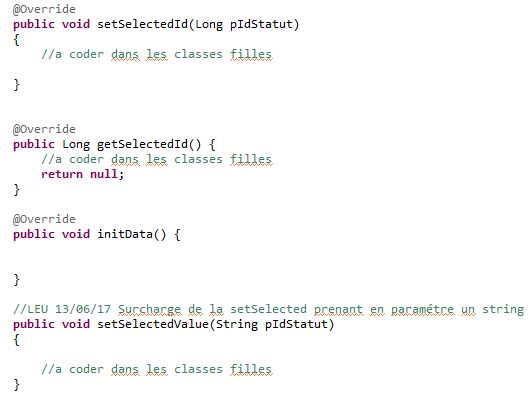 @Override
public void setSelectedId(Long pIdStatut)
{
//a coder dans les classes filles
}
@Override
public Long getSelectedId() {
//a coder dans les classes filles
return null;
}
@Override
public void initData() {
}
//LEU 13/06/17 Surcharge de la setSelected prenant en paramétre un string
public void setSelectedValue(String pIdStatut)
{
//a coder dans les classes filles
}